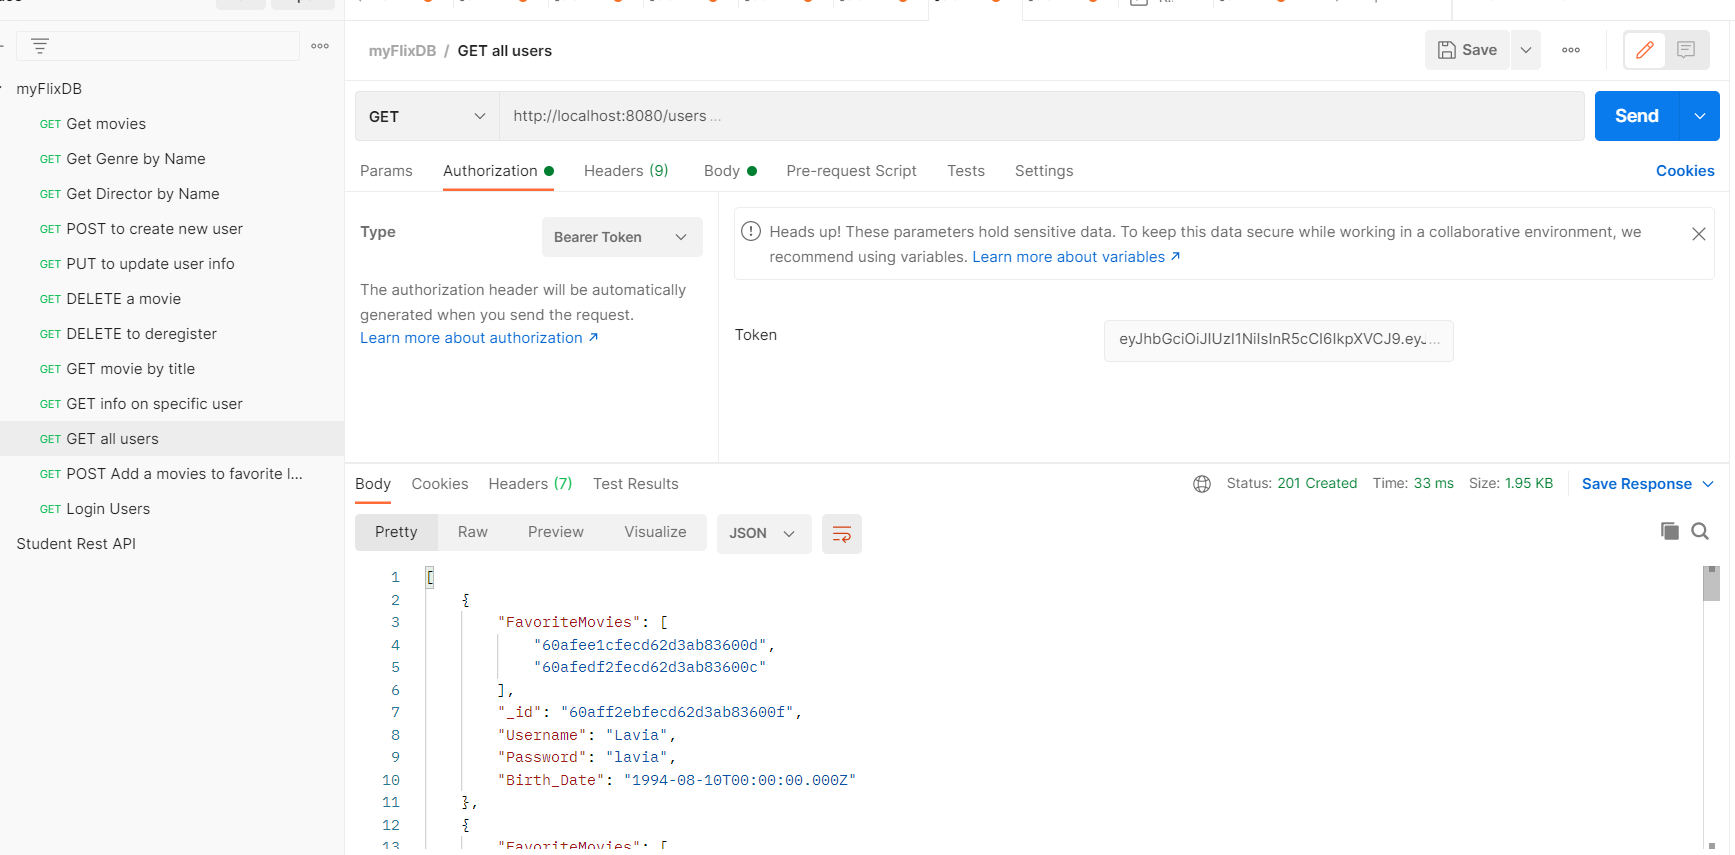 myFlixDB / GET all users
Save
myFlixDB
GET Get movies
GET Get Genre by Name
GET Get Director by Name
GET POST to create new user
GET PUT to update user info
GET DELETE a movie
GET DELETE to deregister
GET GET movie by title
GET GET info on specific user
GET GET all users
GET POST Add a movies to favorite l...
GET Login Users
Student Rest API
GET
http://localhost:8080/users ...
Send
Params Authorization Headers (9) Body Pre-request Script Tests Settings Cookies
Type
Bearer Token
The authorization header will be automatically
generated when you send the request.
Learn more about authorization ↗
Heads up! These parameters hold sensitive data. To keep this data secure while working in a collaborative environment, we
recommend using variables. Learn more about variables ↗
Token
eyJhbGciOiJIUzI1NiIsInR5cCI6IkpXVCJ9.eyJ...
Body Cookies Headers (7) Test Results
Status: 201 Created Time: 33 ms Size: 1.95 KB Save Response
Pretty Raw Preview Visualize JSON
1 [
2 {
3 "FavoriteMovies": [
4 "60afee1cfecd62d3ab83600d",
5 "60afedf2fecd62d3ab83600c"
6 ],
7 "_id": "60aff2ebfecd62d3ab83600f",
8 "Username": "Lavia",
9 "Password": "lavia",
10 "Birth_Date": "1994-08-10T00:00:00.000Z"
11 },
12 {
13 "FavoriteMovies": [